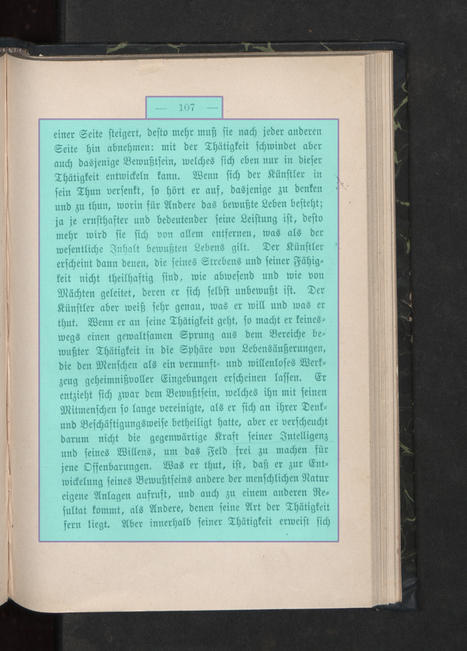 — 107 —
einer Seite steigert, desto mehr muß sie nach jeder anderen
Seite hin abnehmen: mit der Thätigkeit schwindet aber
auch dasjenige Bewußtsein, welches sich eben nur in dieser
Thätigkeit entwickeln kann. Wenn sich der Künstler in
sein Thun versenkt, so hört er auf, dasjenige zu denken
und zu thun, worin für Andere das bewußte Leben besteht;
ja je ernsthafter und bedeutender seine Leistung ist, desto
mehr wird sie sich von allem entfernen, was als der
wesentliche Inhalt bewußten Lebens gilt. Der Künstler
erscheint dann denen, die seines Strebens und seiner Fähig-
keit nicht theilhaftig sind, wie abwesend und wie von
Mächten geleitet, deren er sich selbst unbewußt ist. Der
Künstler aber weiß sehr genau, was er will und was er
thut. Wenn er an seine Thätigkeit geht, so macht er keines-
wegs einen gewaltsamen Sprung aus dem Bereiche be-
wußter Thätigkeit in die Sphäre von Lebensäußerungen,
die den Menschen als ein vernunft- und willenloses Werk-
zeug geheimnißvoller Eingebungen erscheinen lassen. Er
entzieht sich zwar dem Bewußtsein, welches ihn mit seinen
Mitmenschen so lange vereinigte, als er sich an ihrer Denk-
und Beschäftigungsweise betheiligt hatte, aber er verscheucht
darum nicht die gegenwärtige Kraft seiner Intelligenz
und seines Willens, um das Feld frei zu machen für
jene Offenbarungen. Was er thut, ist, daß er zur Ent-
wickelung seines Bewußtseins andere der menschlichen Natur
eigene Anlagen aufruft, und auch zu einem anderen Re-
sultat kommt, als Andere, denen seine Art der Thätigkeit
fern liegt. Aber innerhalb seiner Thätigkeit erweist sich